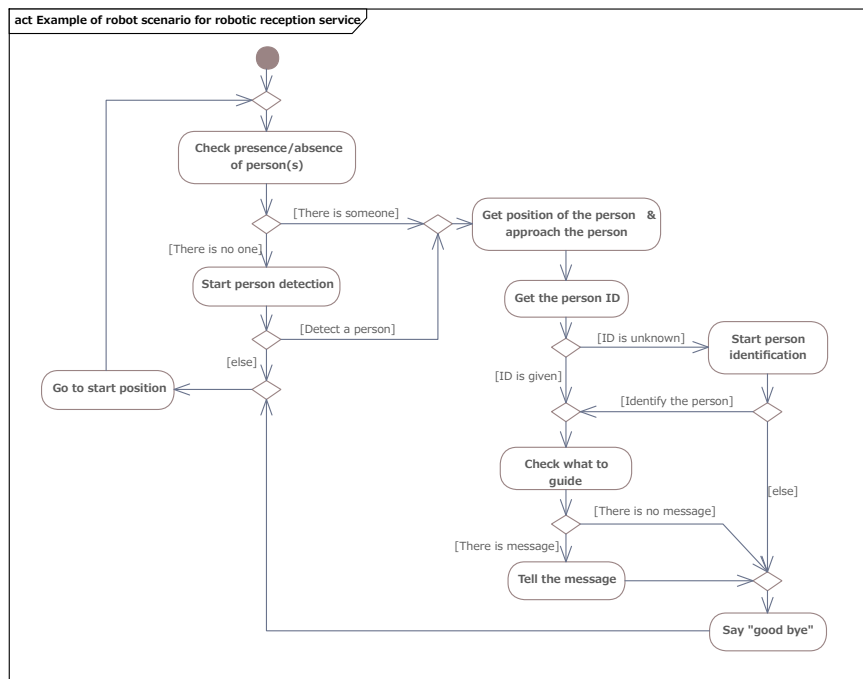 act Example of robot scenario for robotic reception service
Check presence/absence
of person(s)
[There is someone]
Get position of the person &
approach the person
[There is no one]
Start person detection
Get the person ID
[Detect a person]
[ID is unknown]
Start person
identification
[else]
[ID is given]
Go to start position
[Identify the person]
Check what to
guide
[else]
[There is no message]
[There is message]
Tell the message
Say "good bye"